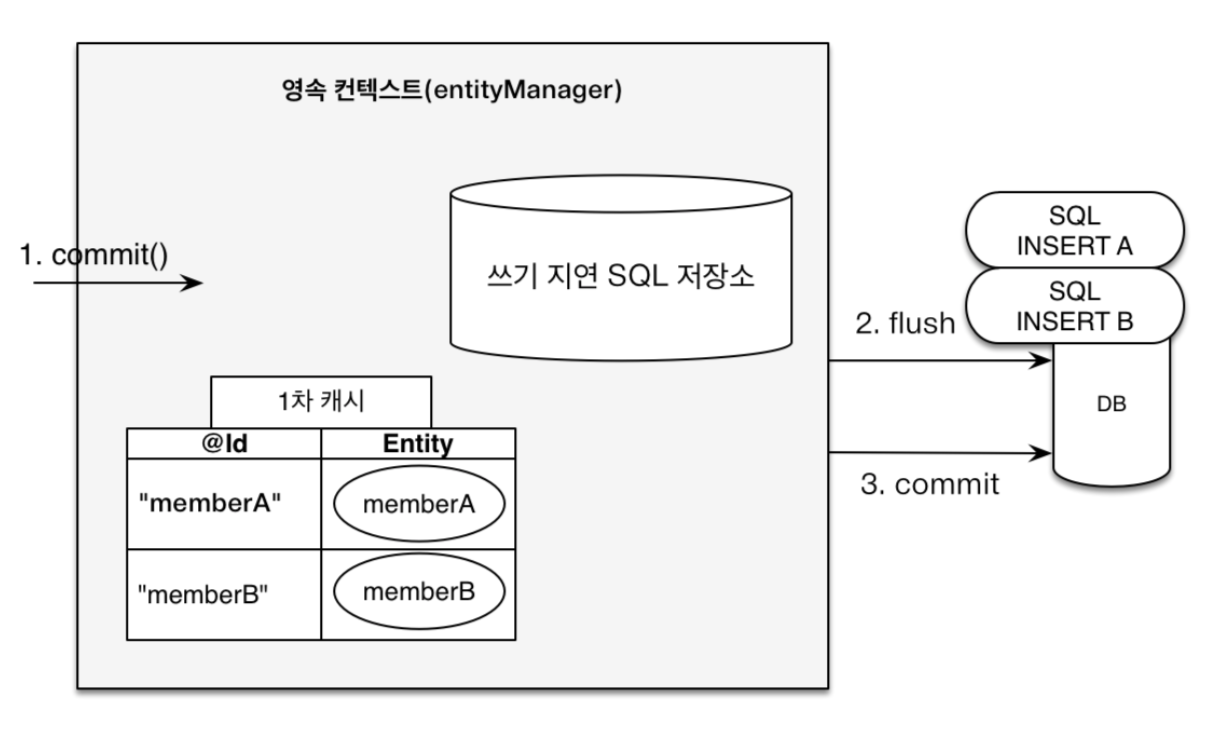 영속 컨텍스트(entityManager)
1. commit()
쓰기 지연 SQL 저장소
SQL
INSERT A
SQL
INSERT B
2. flush
DB
3. commit
1차 캐시
@Id Entity
"memberA" memberA
"memberB" memberB